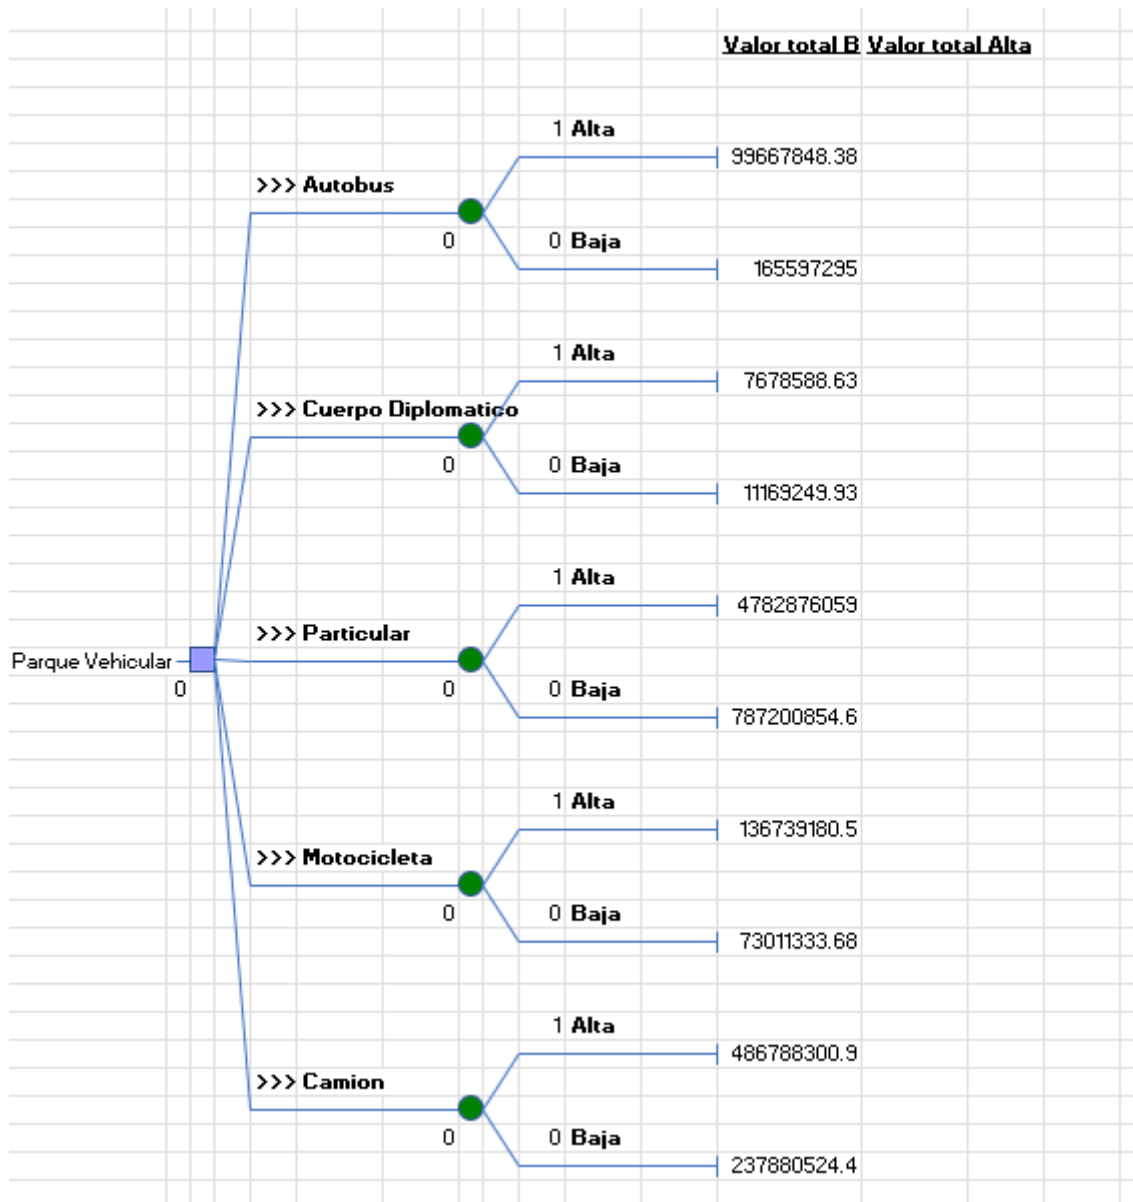 Valor total B Valor total Alta
1 Alta
99667848.38
>>> Autobus
0
0 Baja
165597295
1 Alta
7678588.63
>>> Cuerpo Diplomatico
0
0 Baja
11169249.93
1 Alta
4782876059
>>> Particular
Parque Vehicular
0
0
0 Baja
787200854.6
1 Alta
136739180.5
>>> Motocicleta
0
0 Baja
73011333.68
1 Alta
486788300.9
>>> Camion
0
0 Baja
237880524.4